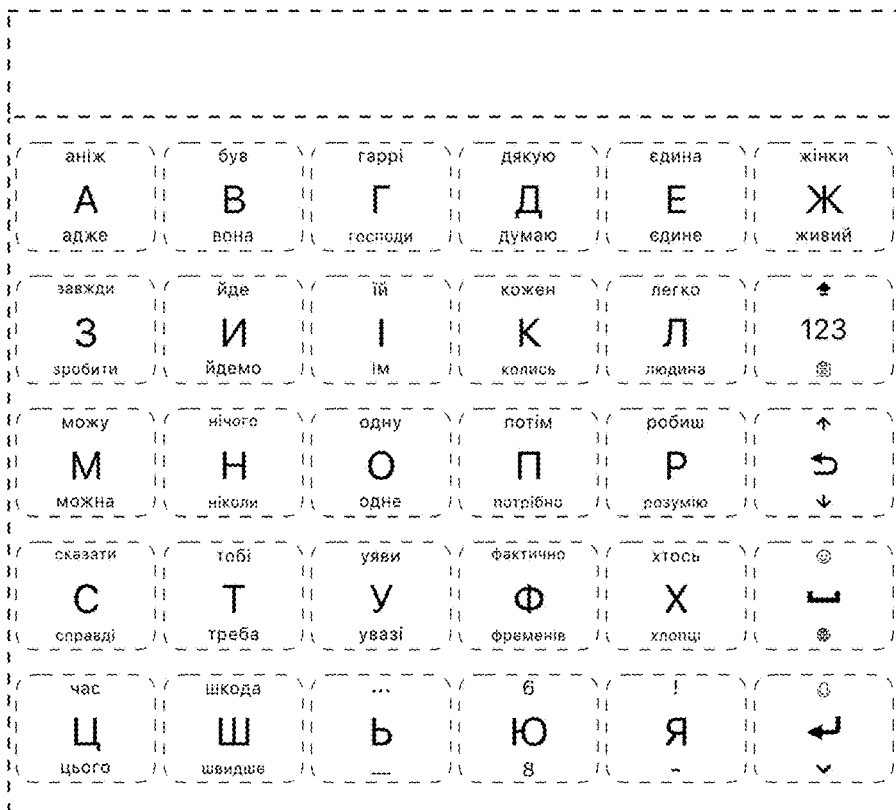 аніж був гаррі дякую єдина жінки
А В Г Д Е Ж
адже вона господи думаю єдине живий
завжди йде їй кожен легко
З И І К Л 123
зробити йдемо їм колись людина
можу нічого одну потім робиш
М Н О П Р
можна ніколи одне потрібно розумію
сказати тобі уяви фактично хтось
С Т У Ф Х
справді треба увазі фременів хлопці
час шкода ... 6 !
Ц Ш Ь Ю Я
цього швидше 8